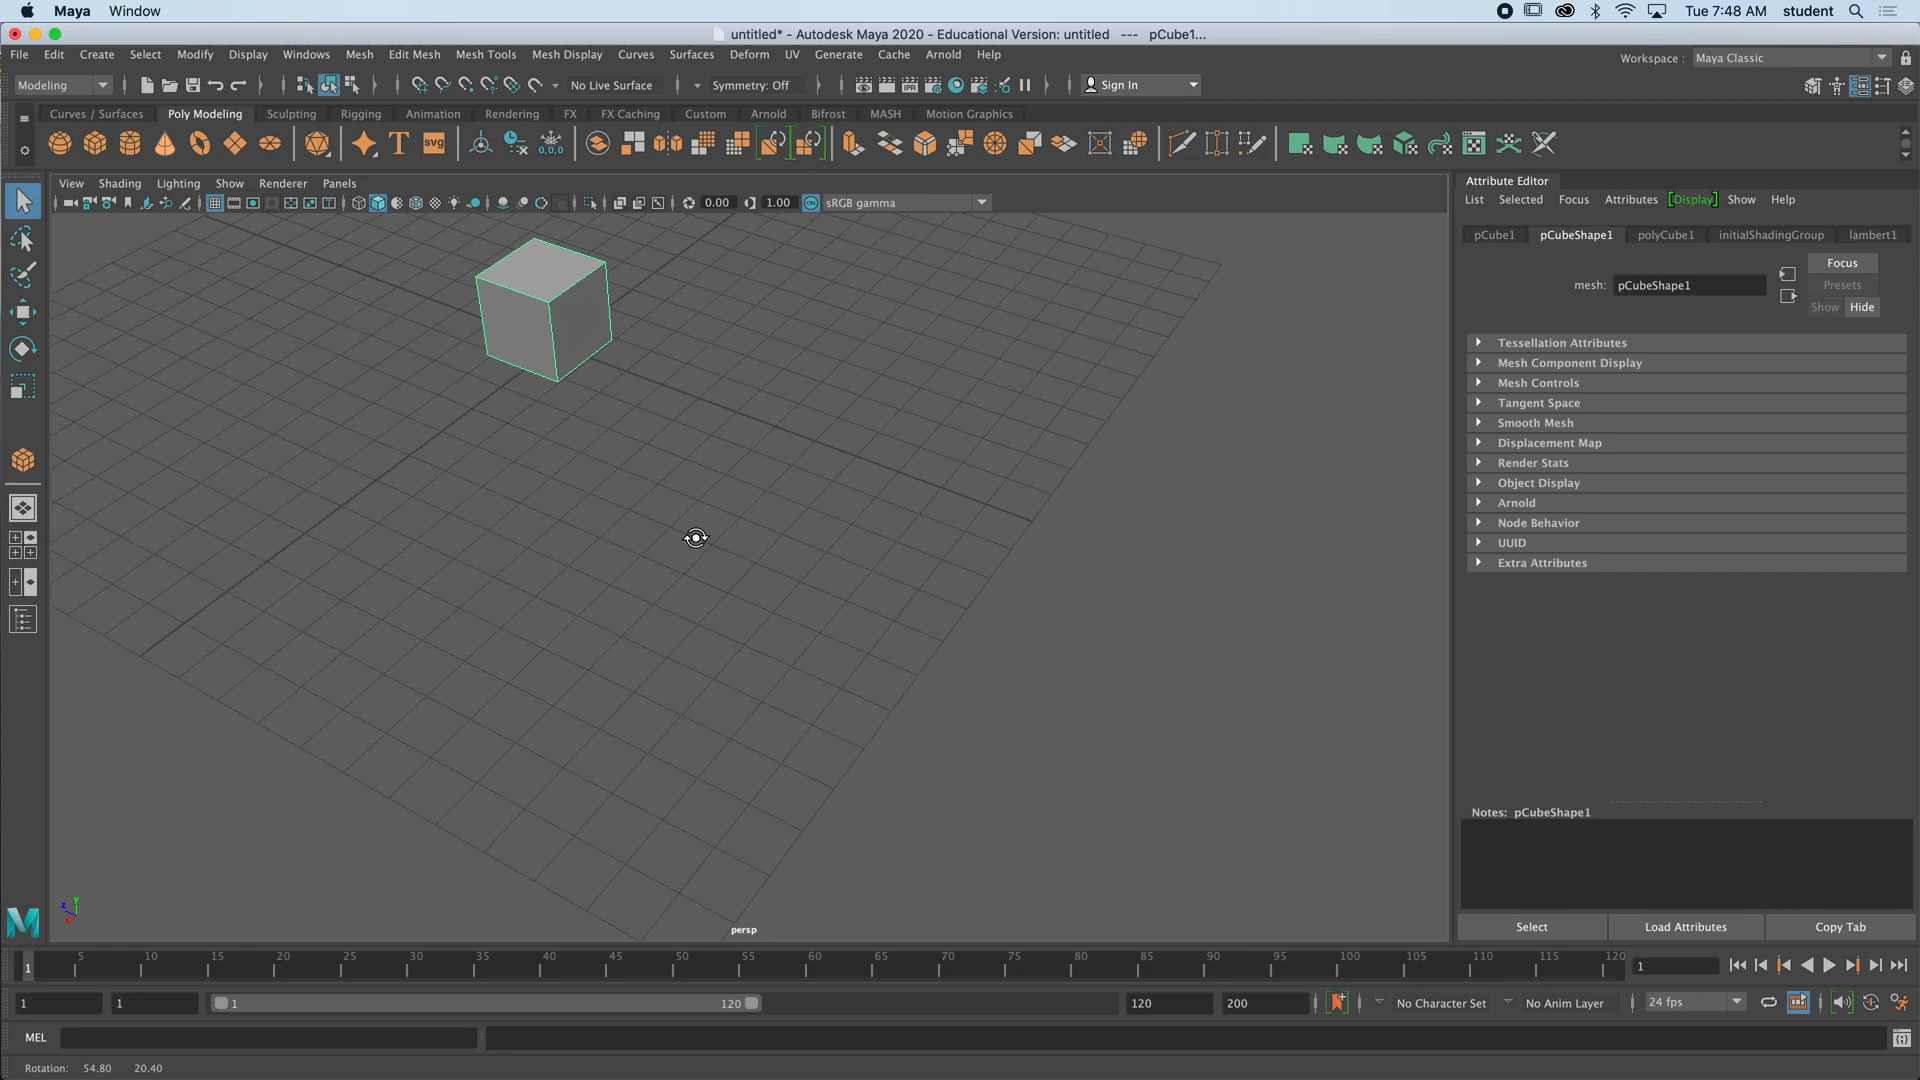 Maya Window Tue 7:48 AM student
untitled* - Autodesk Maya 2020 - Educational Version: untitled --- pCube1...
File Edit Create Select Modify Display Windows Mesh Edit Mesh Mesh Tools Mesh Display Curves Surfaces Deform UV Generate Cache Arnold Help Workspace : Maya Classic
Modeling No Live Surface Symmetry: Off IPR Sign In
Curves / Surfaces Poly Modeling Sculpting Rigging Animation Rendering FX FX Caching Custom Arnold Bifrost MASH Motion Graphics
T SVG 0,0,0
View Shading Lighting Show Renderer Panels
0.00 1.00 ON sRGB gamma
Attribute Editor
List Selected Focus Attributes [Display] Show Help
pCube1 pCubeShape1 polyCube1 initialShadingGroup lambert1
mesh: pCubeShape1
Focus
Presets
Show Hide
Tessellation Attributes
Mesh Component Display
Mesh Controls
Tangent Space
Smooth Mesh
Displacement Map
Render Stats
Object Display
Arnold
Node Behavior
UUID
Extra Attributes
Notes: pCubeShape1
Select Load Attributes Copy Tab
z y x
M
persp
1 5 10 15 20 25 30 35 40 45 50 55 60 65 70 75 80 85 90 95 100 105 110 115 120 1
1 1 1 120 120 200 No Character Set No Anim Layer 24 fps
MEL
Rotation: 54.80 20.40